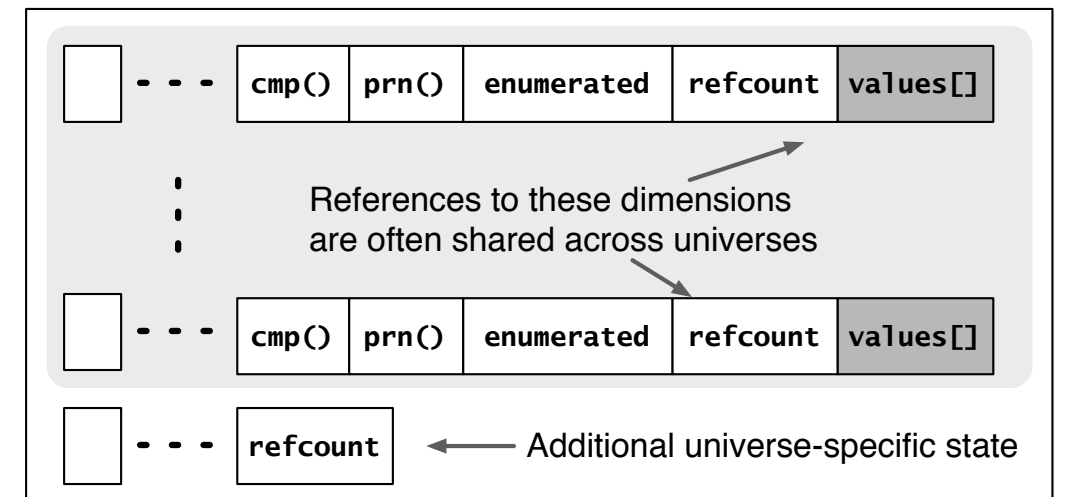 cmp() prn() enumerated refcount values[]
References to these dimensions
are often shared across universes
cmp() prn() enumerated refcount values[]
refcount Additional universe-specific state